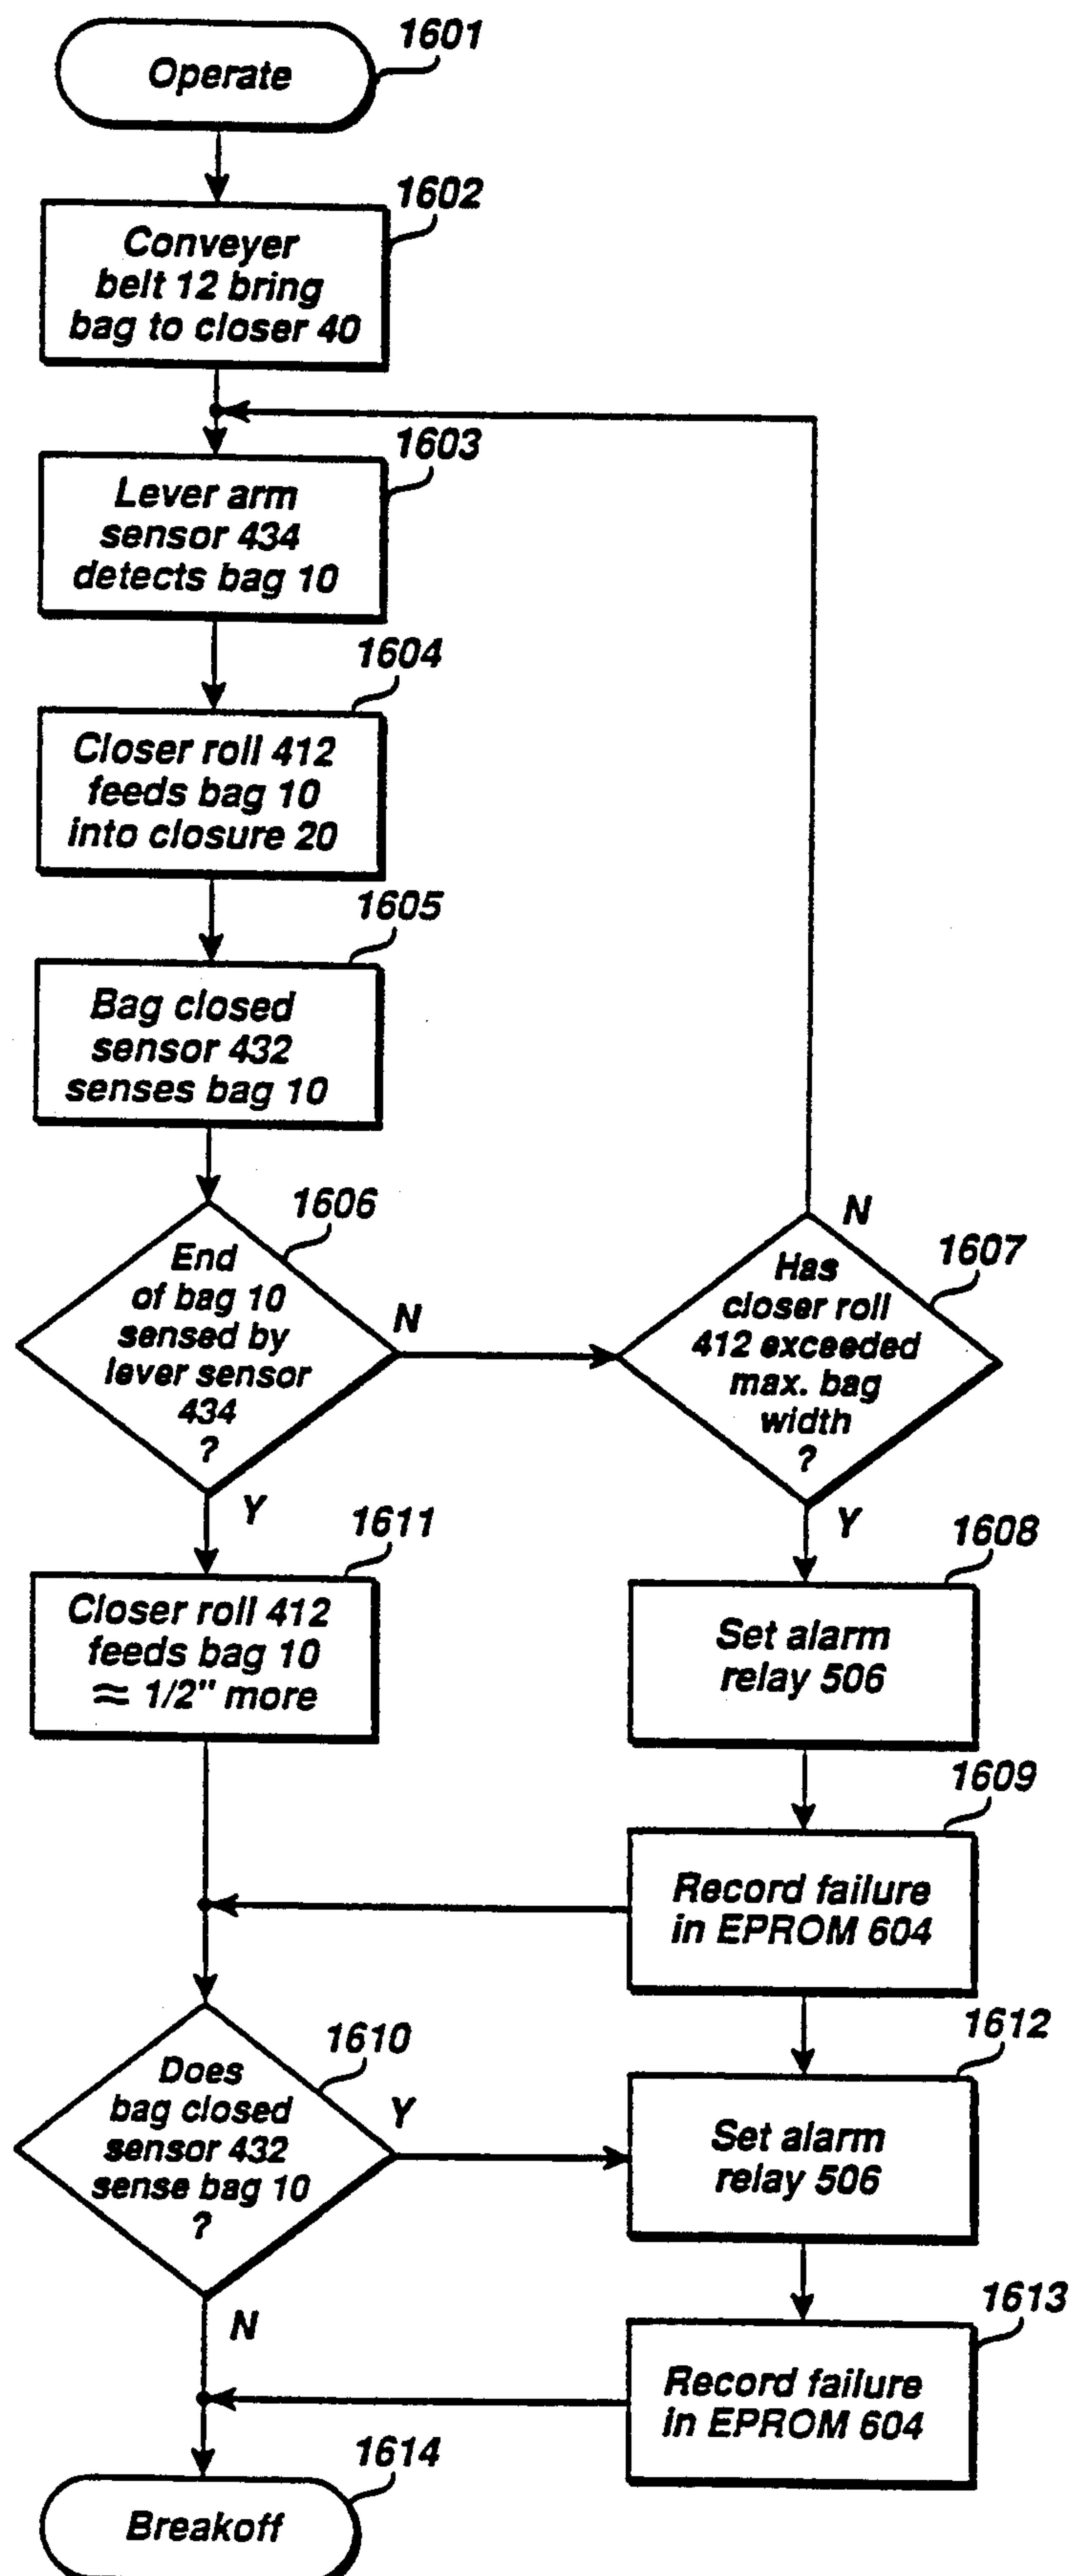 1601
Operate
1602
Conveyer
belt 12 bring
bag to closer 40
1603
Lever arm
sensor 434
detects bag 10
1604
Closer roll 412
feeds bag 10
into closure 20
1605
Bag closed
sensor 432
senses bag 10
1606
End
of bag 10
sensed by
lever sensor
434
?
N
Y
1607
N
Has
closer roll
412 exceeded
max. bag
width
?
Y
1611
Closer roll 412
feeds bag 10
≈ 1/2" more
1608
Set alarm
relay 506
1609
Record failure
in EPROM 604
1610
Does
bag closed
sensor 432
sense bag 10
?
Y
N
1612
Set alarm
relay 506
1613
Record failure
in EPROM 604
1614
Breakoff